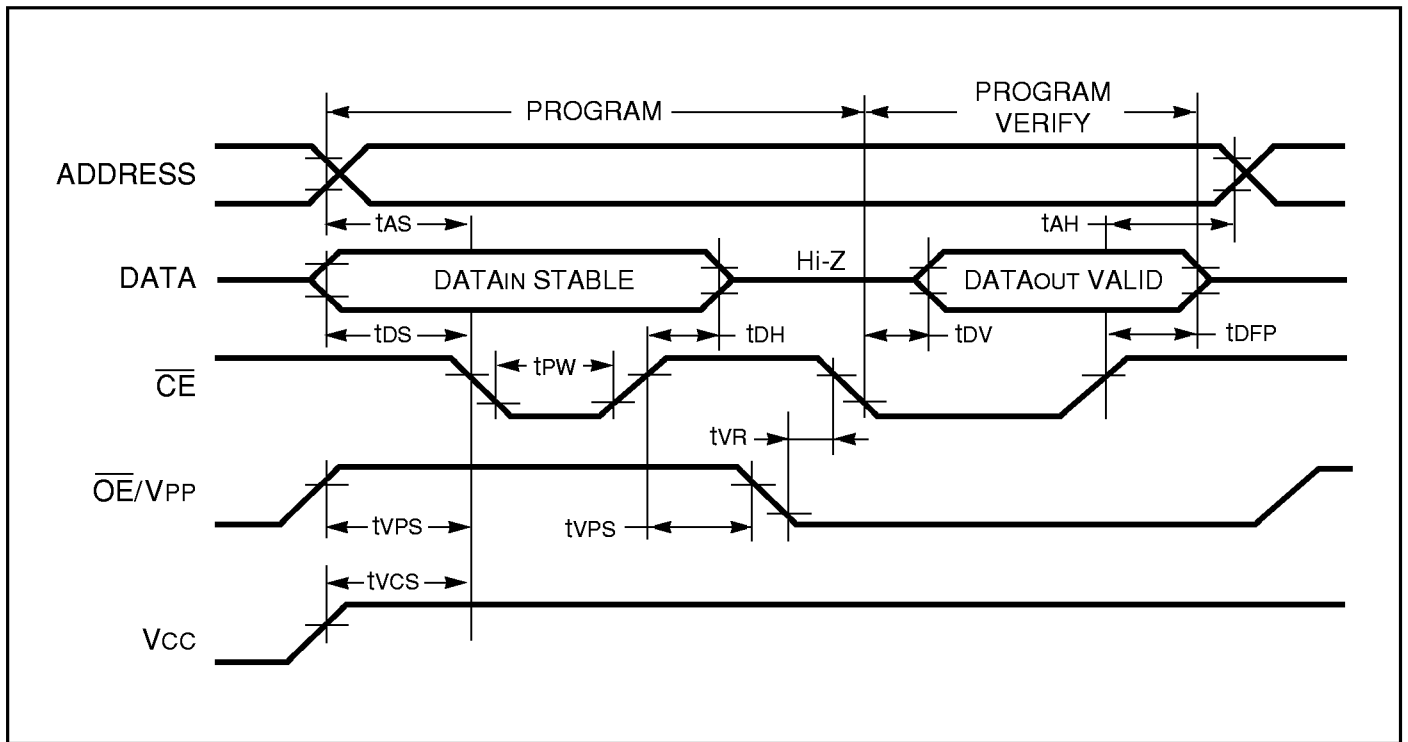 PROGRAM
PROGRAM
VERIFY
ADDRESS
tAS
tAH
DATA
DATAIN STABLE
Hi-Z
DATAOUT VALID
tDS
tDH
tDV
tDFP
CE
tPW
tVR
OE/VPP
tVPS
tVPS
tVCS
VCC